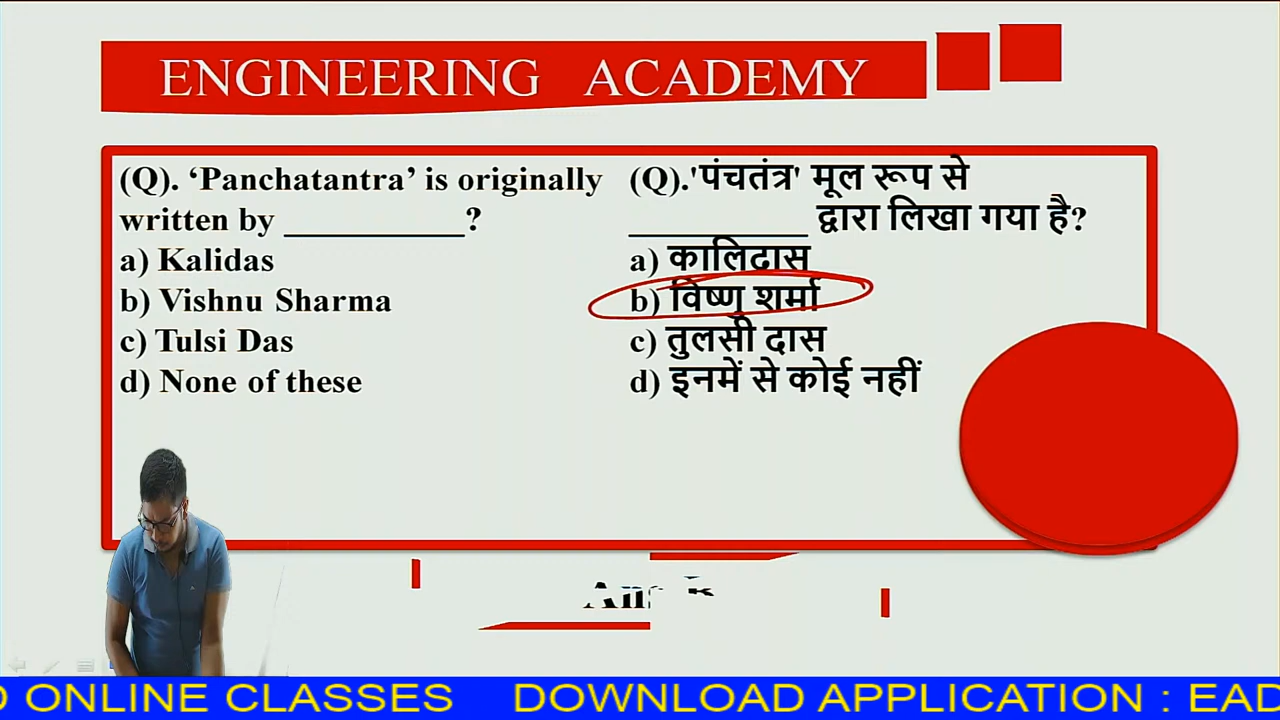 ENGINEERING ACADEMY
(Q). ‘Panchatantra’ is originally
written by ___________?
a) Kalidas
b) Vishnu Sharma
c) Tulsi Das
d) None of these
(Q).'पंचतंत्र' मूल रूप से
___________ द्वारा लिखा गया है?
a) कालिदास
b) विष्णु शर्मा
c) तुलसी दास
d) इनमें से कोई नहीं
ONLINE CLASSES DOWNLOAD APPLICATION : EAD